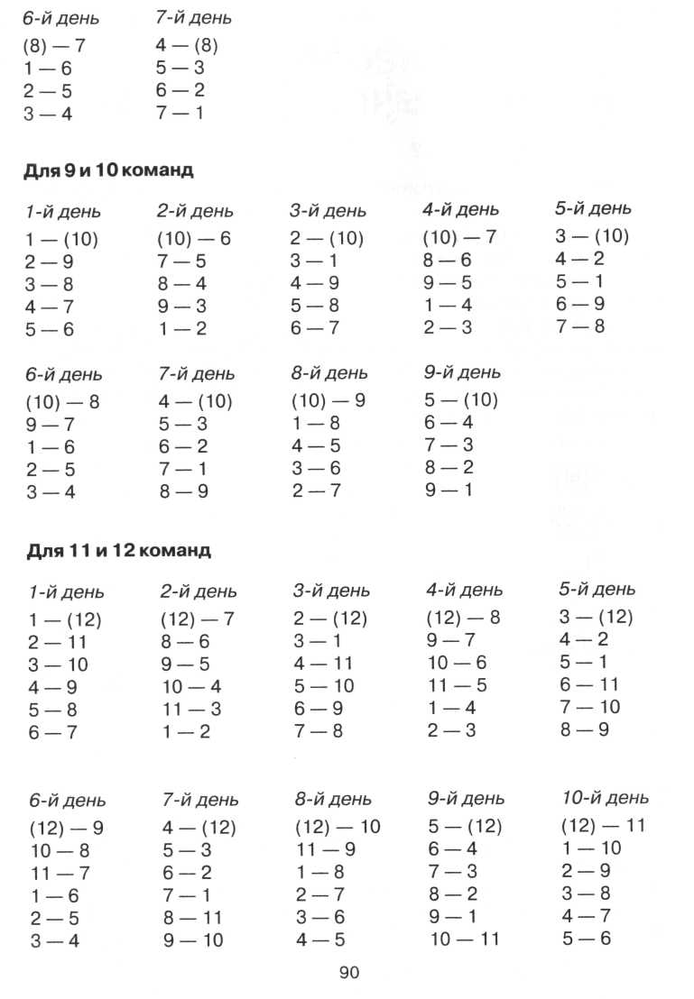 6-й день 7-й день
(8) — 7 4 — (8)
1 — 6 5 — 3
2 — 5 6 — 2
3 — 4 7 — 1
Для 9 и 10 команд
1-й день 2-й день 3-й день 4-й день 5-й день
1 — (10) (10) — 6 2 — (10) (10) — 7 3 — (10)
2 — 9 7 — 5 3 — 1 8 — 6 4 — 2
3 — 8 8 — 4 4 — 9 9 — 5 5 — 1
4 — 7 9 — 3 5 — 8 1 — 4 6 — 9
5 — 6 1 — 2 6 — 7 2 — 3 7 — 8
6-й день 7-й день 8-й день 9-й день
(10) — 8 4 — (10) (10) — 9 5 — (10)
9 — 7 5 — 3 1 — 8 6 — 4
1 — 6 6 — 2 4 — 5 7 — 3
2 — 5 7 — 1 3 — 6 8 — 2
3 — 4 8 — 9 2 — 7 9 — 1
Для 11 и 12 команд
1-й день 2-й день 3-й день 4-й день 5-й день
1 — (12) (12) — 7 2 — (12) (12) — 8 3 — (12)
2 — 11 8 — 6 3 — 1 9 — 7 4 — 2
3 — 10 9 — 5 4 — 11 10 — 6 5 — 1
4 — 9 10 — 4 5 — 10 11 — 5 6 — 11
5 — 8 11 — 3 6 — 9 1 — 4 7 — 10
6 — 7 1 — 2 7 — 8 2 — 3 8 — 9
6-й день 7-й день 8-й день 9-й день 10-й день
(12) — 9 4 — (12) (12) — 10 5 — (12) (12) — 11
10 — 8 5 — 3 11 — 9 6 — 4 1 — 10
11 — 7 6 — 2 1 — 8 7 — 3 2 — 9
1 — 6 7 — 1 2 — 7 8 — 2 3 — 8
2 — 5 8 — 11 3 — 6 9 — 1 4 — 7
3 — 4 9 — 10 4 — 5 10 — 11 5 — 6
90